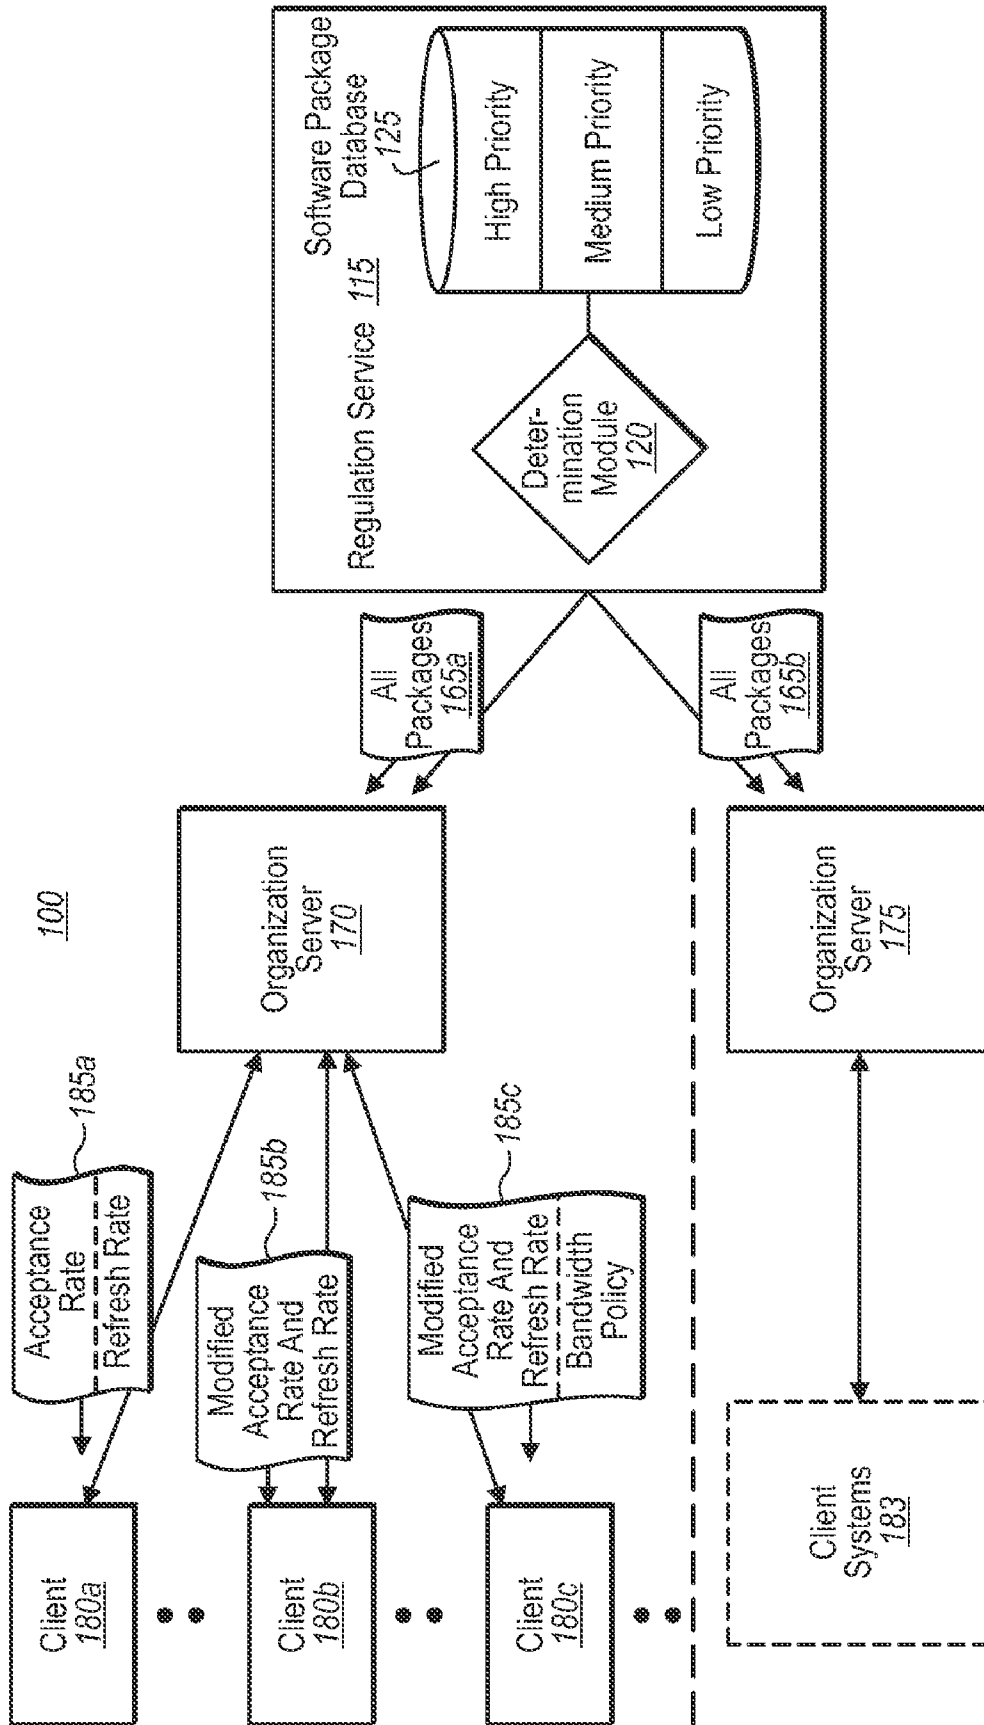 100
Acceptance
Rate
Refresh Rate
185a
Client
180a
Modified
Acceptance
Rate And
Refresh Rate
185b
Client
180b
Modified
Acceptance
Rate And
Refresh Rate
Bandwidth
Policy
185c
Client
180c
Organization
Server
170
All
Packages
165a
Regulation Service 115
Software Package
Database
125
High Priority
Medium Priority
Low Priority
Deter-
mination
Module
120
All
Packages
165b
Organization
Server
175
Client
Systems
183